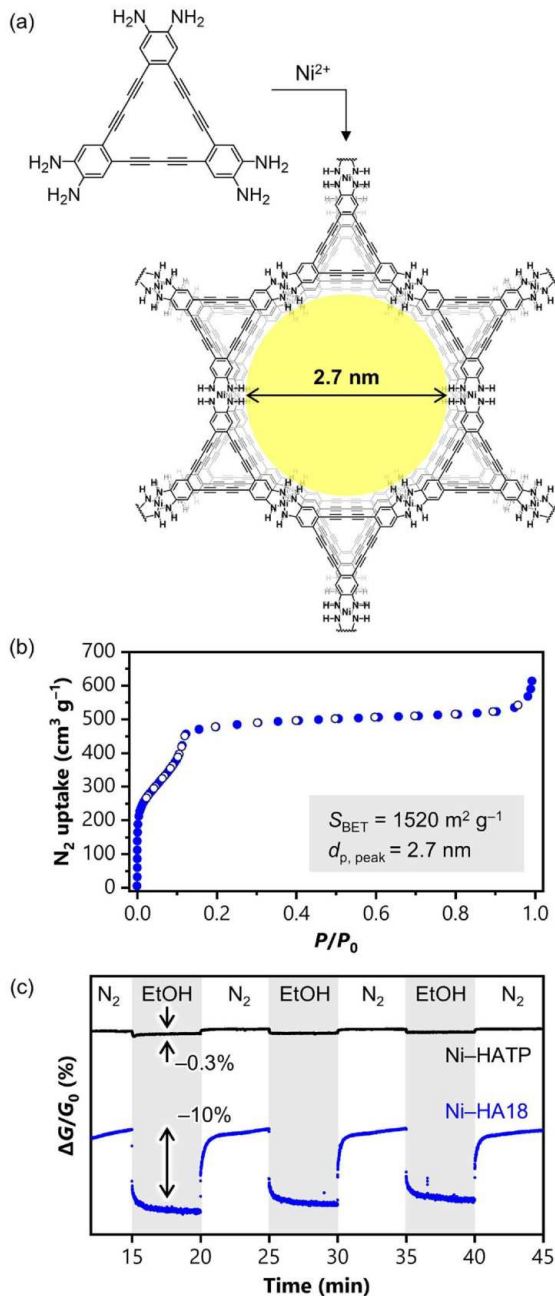 (a)
H₂N NH₂
H₂N NH₂
H₂N NH₂
Ni²⁺
2.7 nm
H-N N-H
Ni
H-N N-H
(b)
N₂ uptake (cm³ g⁻¹)
700
600
500
400
300
200
100
0
S_BET = 1520 m² g⁻¹
d_p, peak = 2.7 nm
0.0 0.2 0.4 0.6 0.8 1.0
P/P₀
(c)
N₂ EtOH N₂ EtOH N₂ EtOH N₂
–0.3%
Ni–HATP
–10%
Ni–HA18
ΔG/G₀ (%)
15 20 25 30 35 40 45
Time (min)